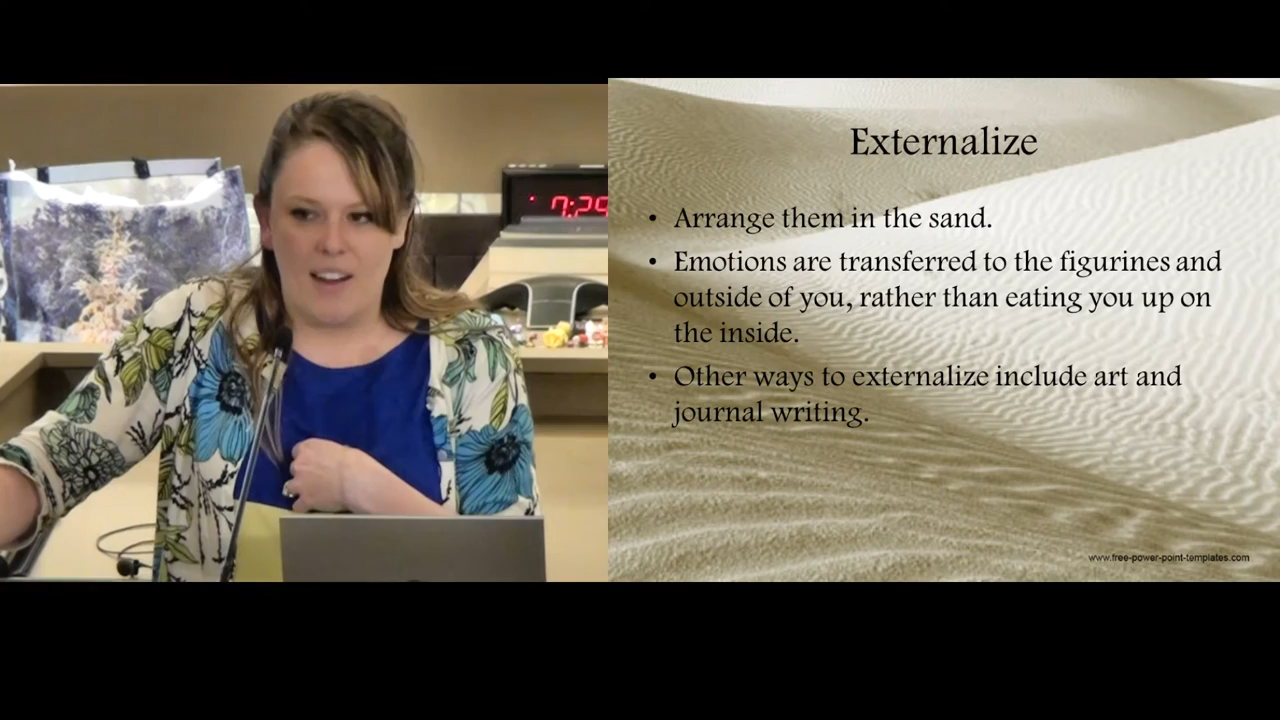 Externalize
• Arrange them in the sand.
• Emotions are transferred to the figurines and
outside of you, rather than eating you up on
the inside.
• Other ways to externalize include art and
journal writing.
www.free-power-point-templates.com